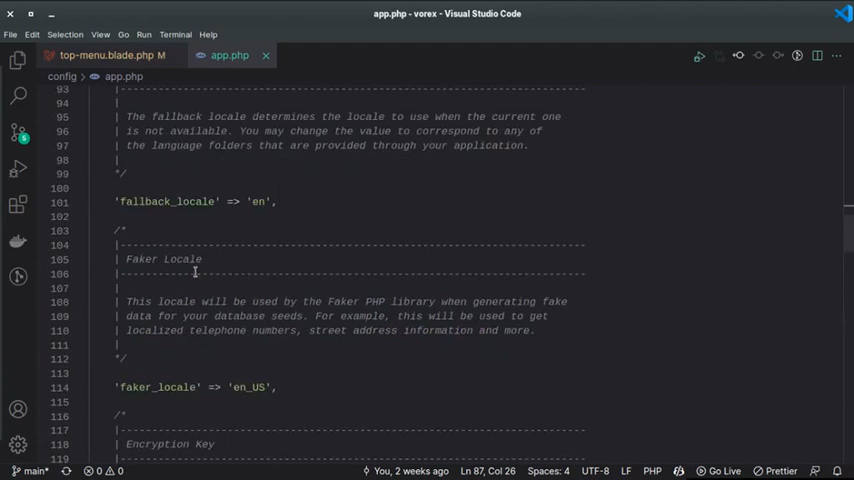 app.php - vorex - Visual Studio Code
File Edit Selection View Go Run Terminal Help
top-menu.blade.php M app.php
config > app.php
93 |-----------------------------------------------------------------------------
94 |
95 | The fallback locale determines the locale to use when the current one
96 | is not available. You may change the value to correspond to any of
97 | the language folders that are provided through your application.
98 |
99 */
100
101 'fallback_locale' => 'en',
102
103 /*
104 |-----------------------------------------------------------------------------
105 | Faker Locale
106 |-----------------------------------------------------------------------------
107 |
108 | This locale will be used by the Faker PHP library when generating fake
109 | data for your database seeds. For example, this will be used to get
110 | localized telephone numbers, street address information and more.
111 |
112 */
113
114 'faker_locale' => 'en_US',
115
116 /*
117 |-----------------------------------------------------------------------------
118 | Encryption Key
119 |-----------------------------------------------------------------------------
5
main* 0 0 You, 2 weeks ago Ln 87, Col 26 Spaces: 4 UTF-8 LF PHP Go Live Prettier